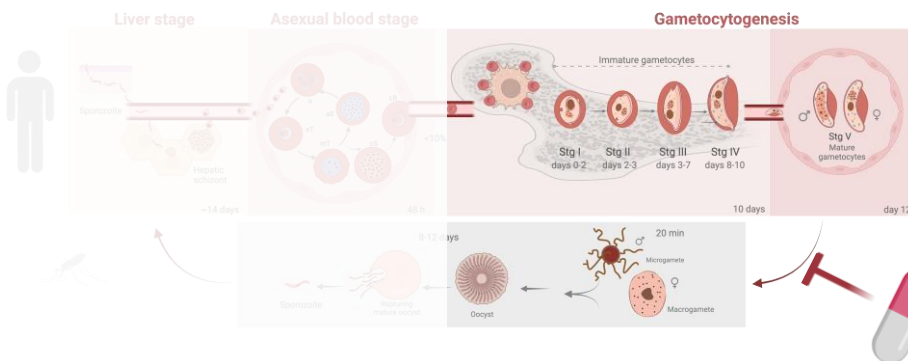 Liver stage
Asexual blood stage
Gametocytogenesis
Immature gametocytes
Sporozoite
Hepatic
schizont
<10%
Stg I
days 0-2
Stg II
days 2-3
Stg III
days 3-7
Stg IV
days 8-10
♂
♀
Stg V
Mature
gametocytes
~14 days
48 h
10 days
day 12
8-12 days
♂
20 min
Microgamete
♀
Macrogamete
Oocyst
Rupturing
mature oocyst
Sporozoite